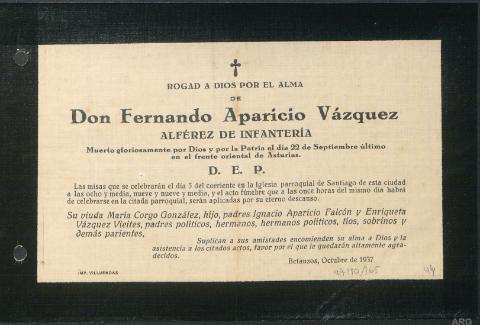 ROGAD A DIOS POR EL ALMA
DE
Don Fernando Aparicio Vázquez
ALFÉREZ DE INFANTERÍA
Muerto gloriosamente por Dios y por la Patria el día 22 de Septiembre último
en el frente oriental de Asturias.
D. E. P.
Las misas que se celebrarán el día 5 del corriente en la Iglesia parroquial de Santiago de esta ciudad
a las ocho y media, nueve y nueve y media, y el acto fúnebre que a las once horas del mismo día habrá
de celebrarse en la citada parroquial, serán aplicadas por su eterno descanso.
Su viuda María Corgo González, hijo, padres Ignacio Aparicio Falcón y Enriqueta
Vázquez Vieites, padres políticos, hermanos, hermanos políticos, tíos, sobrinos y
demás parientes,
Suplican a sus amistades encomienden su alma a Dios y la
asistencia a los citados actos, favor por el que le quedarán altamente agra-
decidos.
Betanzos, Octubre de 1937
IMP. VILLUENDAS
44
ARQ